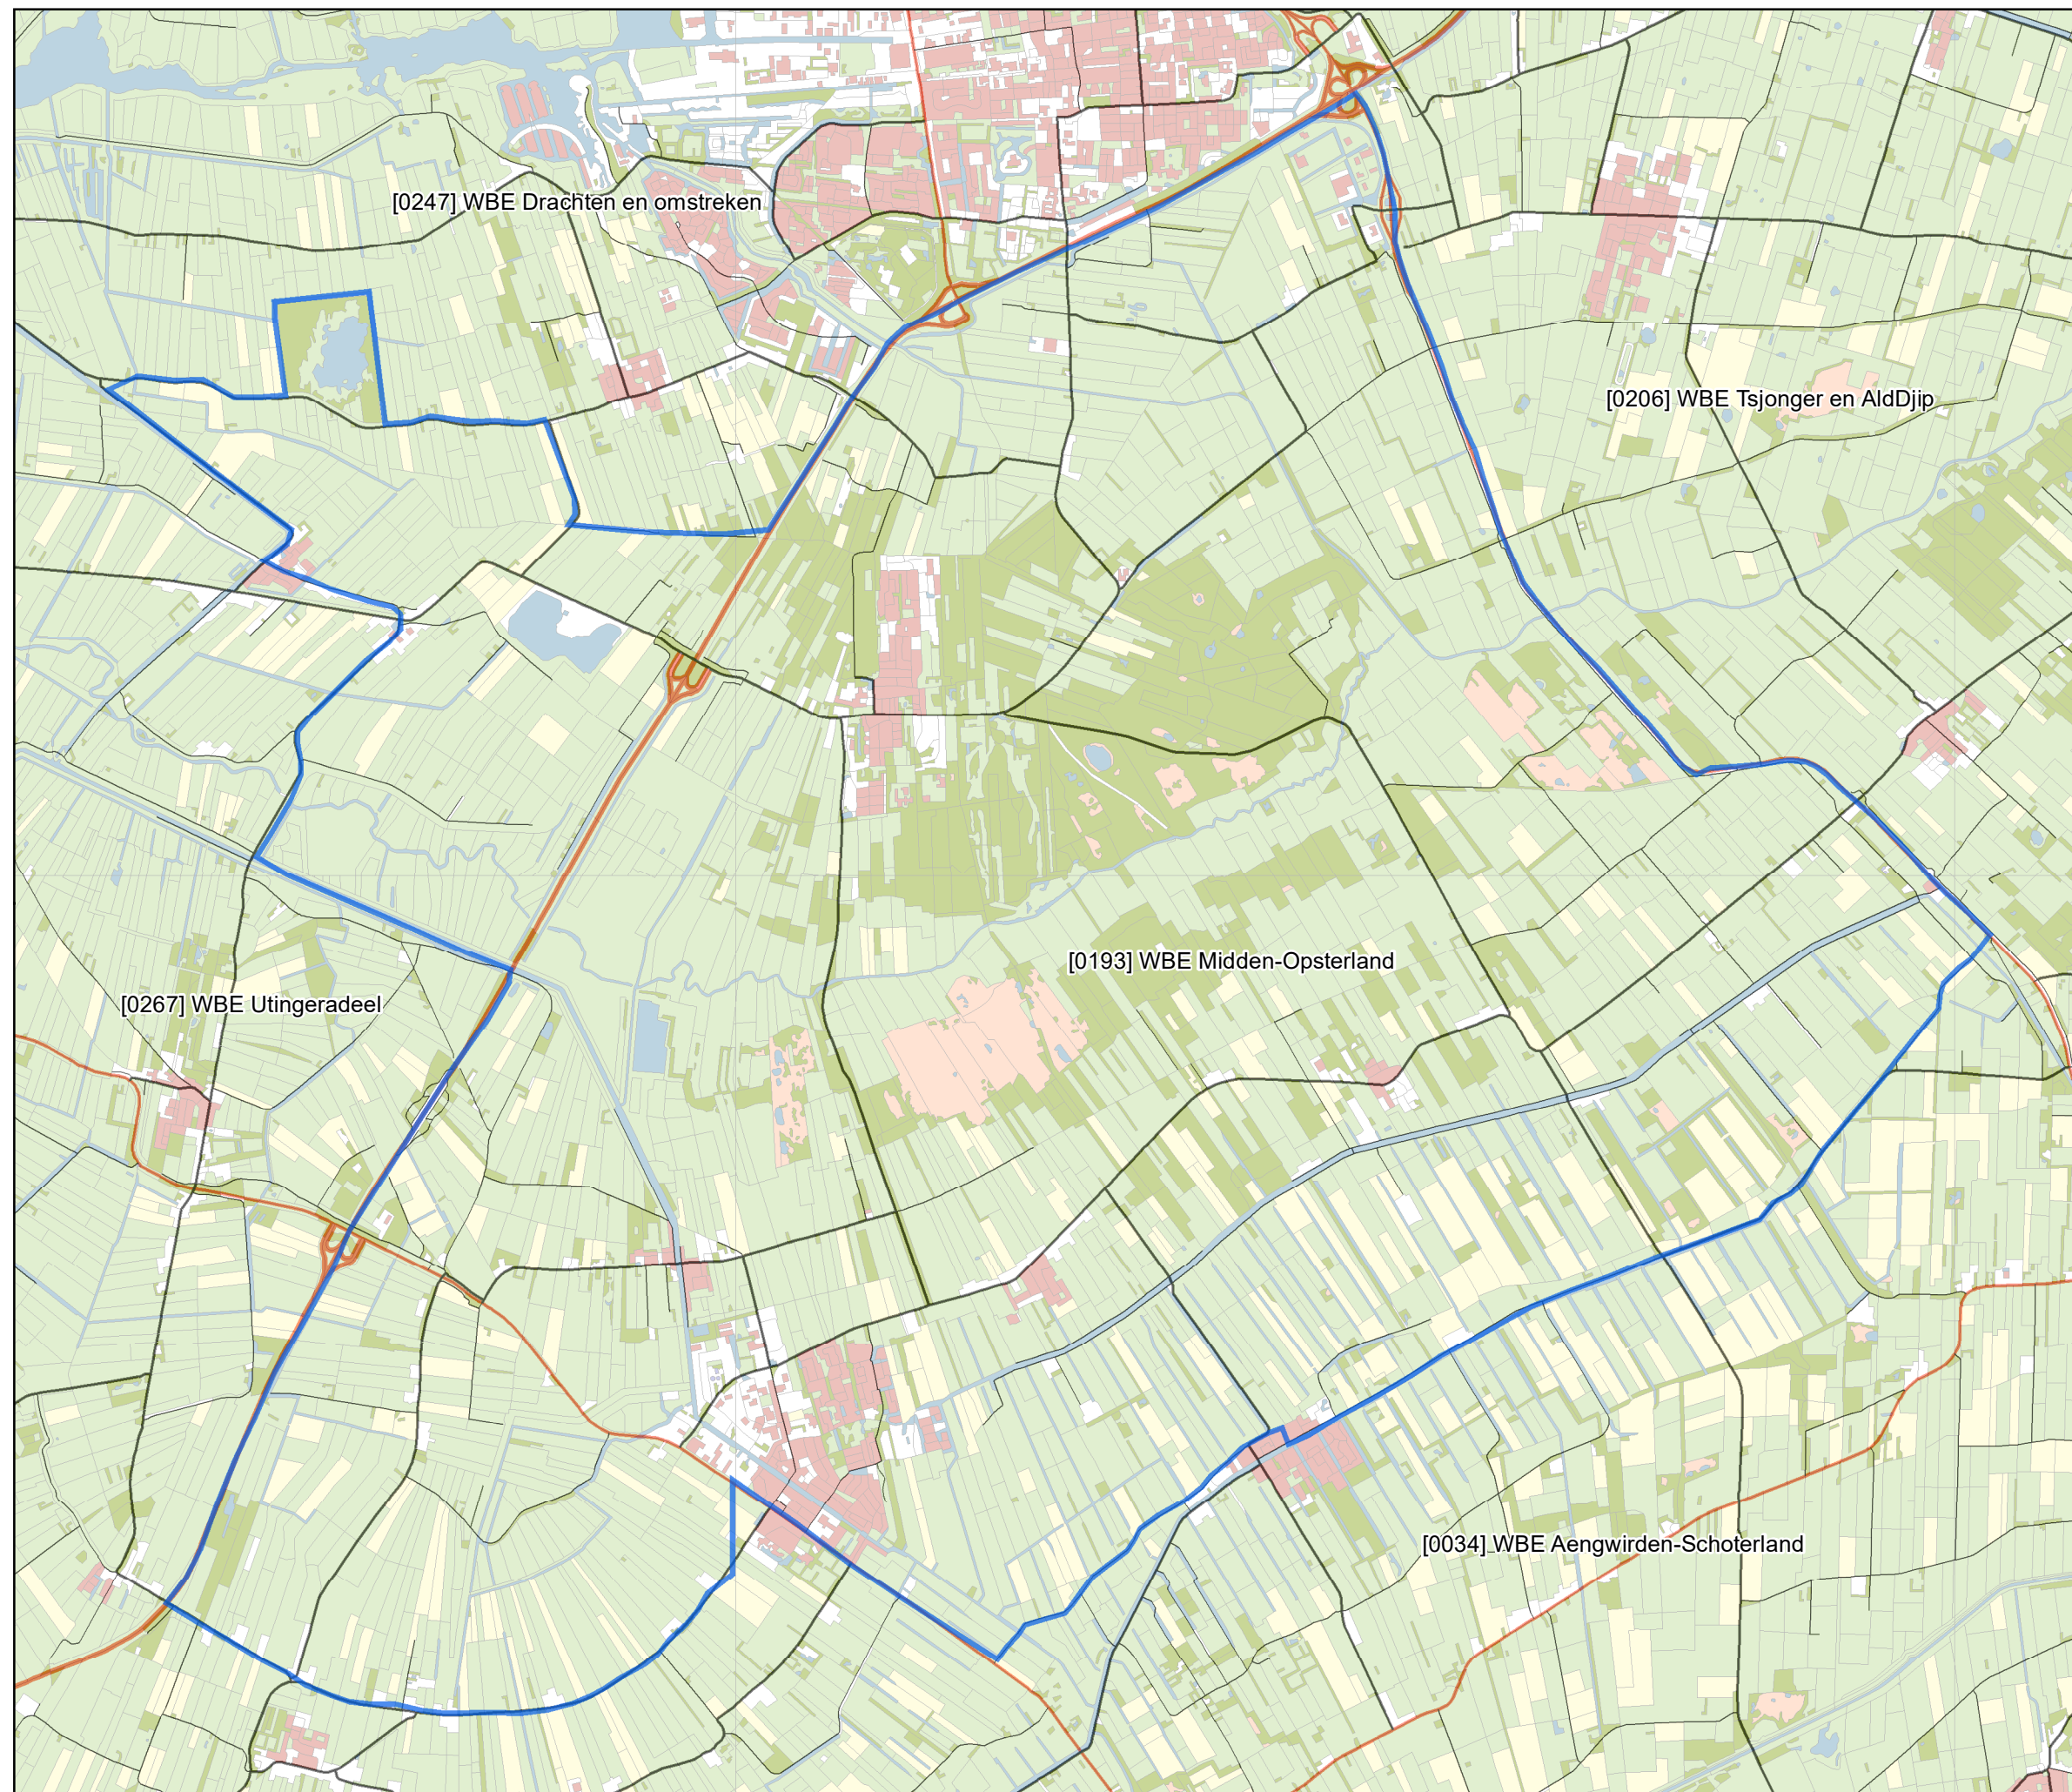 [0247] WBE Drachten en omstreken
[0206] WBE Tsjonger en AldDjip
[0193] WBE Midden-Opsterland
[0267] WBE Utingeradeel
[0034] WBE Aengwirden-Schoterland